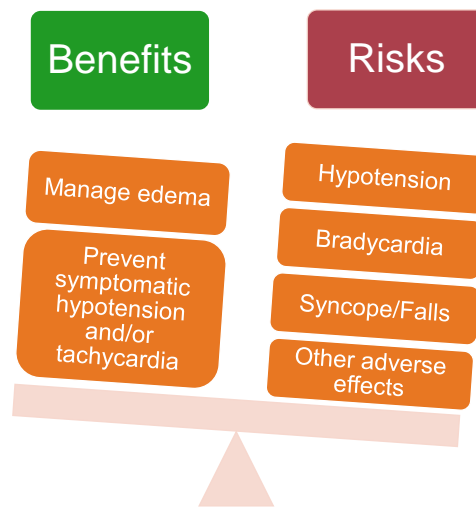 Benefits
Manage edema
Prevent
symptomatic
hypotension
and/or
tachycardia
Risks
Hypotension
Bradycardia
Syncope/Falls
Other adverse
effects